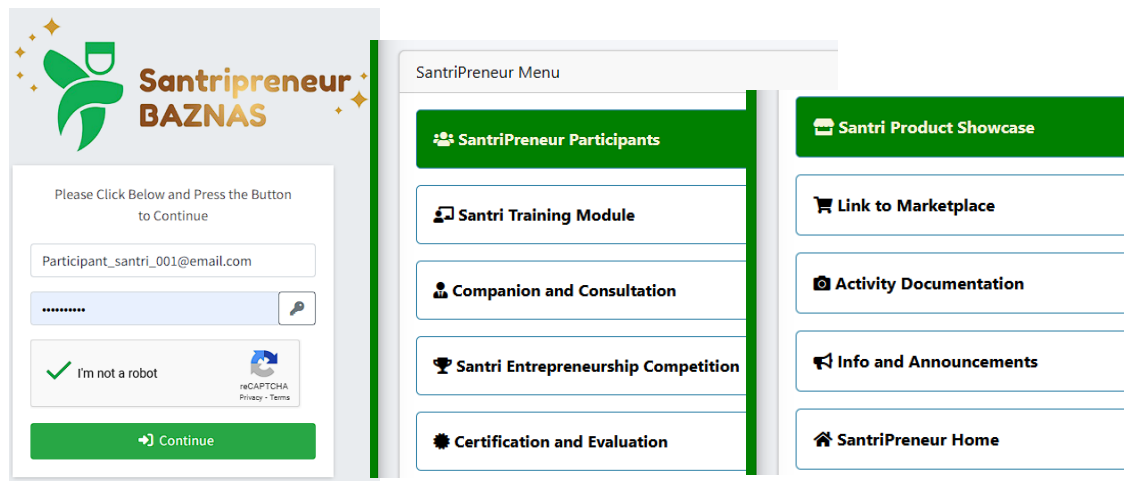 Santripreneur
BAZNAS
Please Click Below and Press the Button
to Continue
Participant_santri_001@email.com
••••••••••
I'm not a robot
reCAPTCHA
Privacy - Terms
Continue
SantriPreneur Menu
SantriPreneur Participants
Santri Training Module
Companion and Consultation
Santri Entrepreneurship Competition
Certification and Evaluation
Santri Product Showcase
Link to Marketplace
Activity Documentation
Info and Announcements
SantriPreneur Home